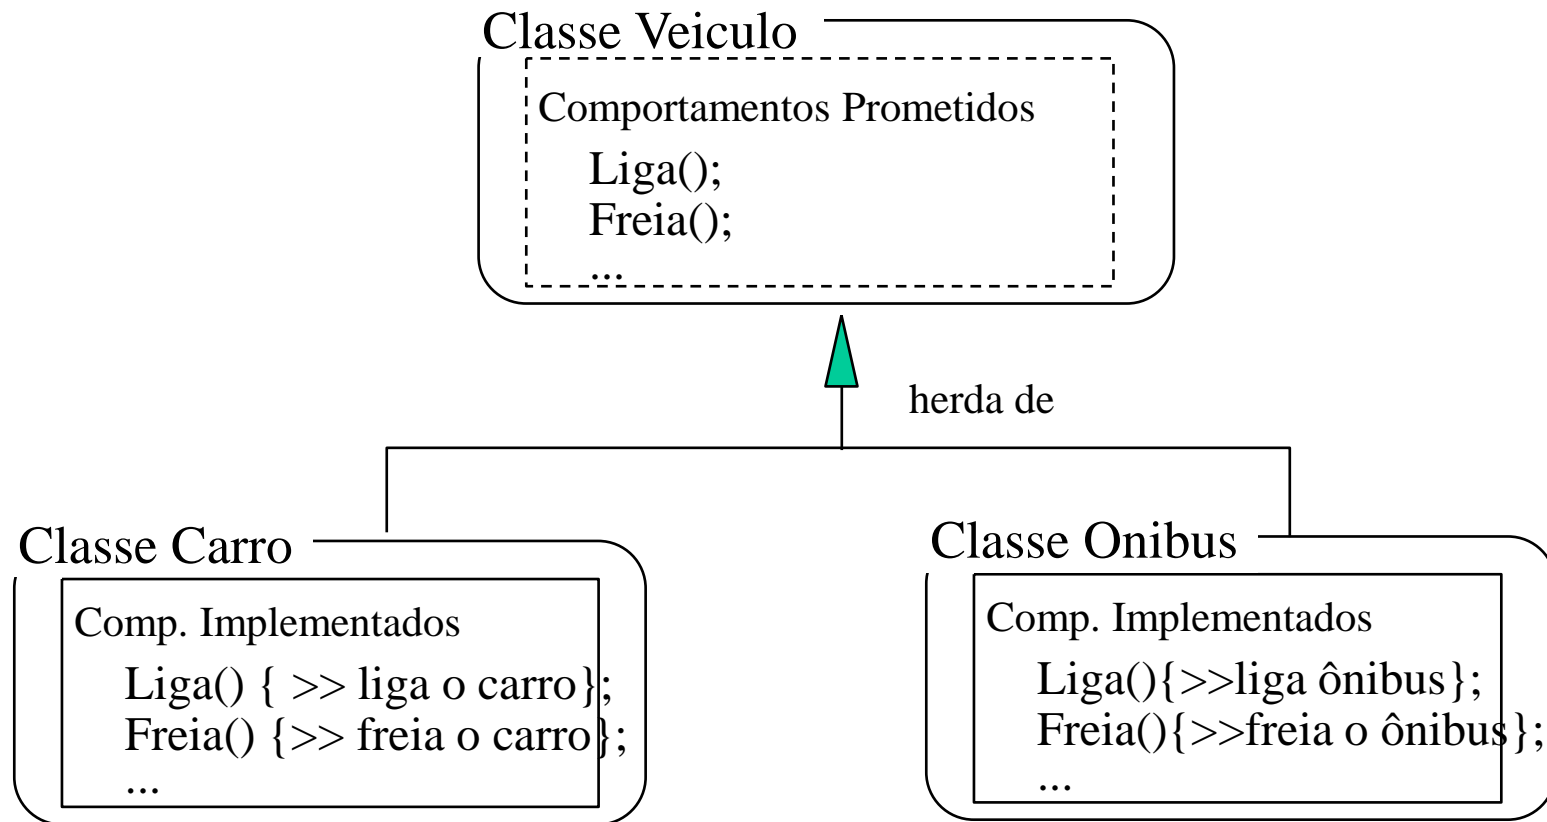 Classe Veiculo
Comportamentos Prometidos
Liga();
Freia();
...
herda de
Classe Carro
Comp. Implementados
Liga() { >> liga o carro};
Freia() {>> freia o carro};
...
Classe Onibus
Comp. Implementados
Liga(){>>liga ônibus};
Freia(){>>freia o ônibus};
...